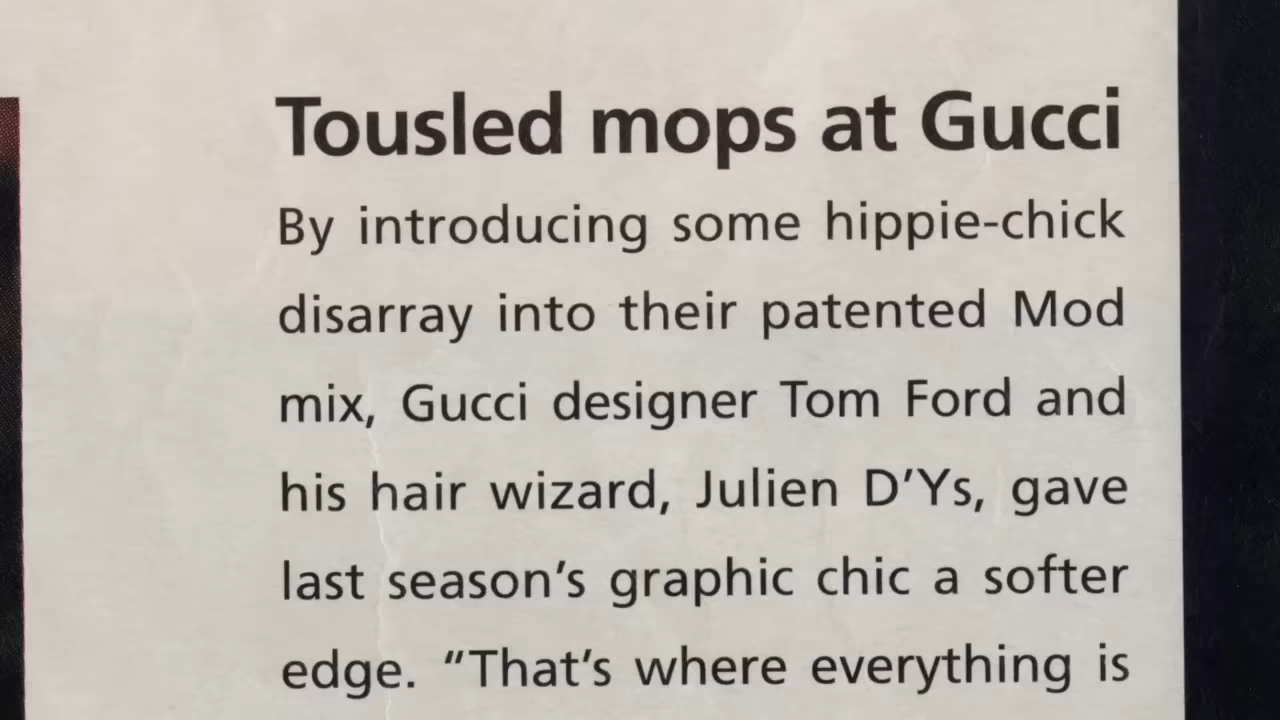 Tousled mops at Gucci
By introducing some hippie-chick
disarray into their patented Mod
mix, Gucci designer Tom Ford and
his hair wizard, Julien D’Ys, gave
last season’s graphic chic a softer
edge. “That’s where everything is